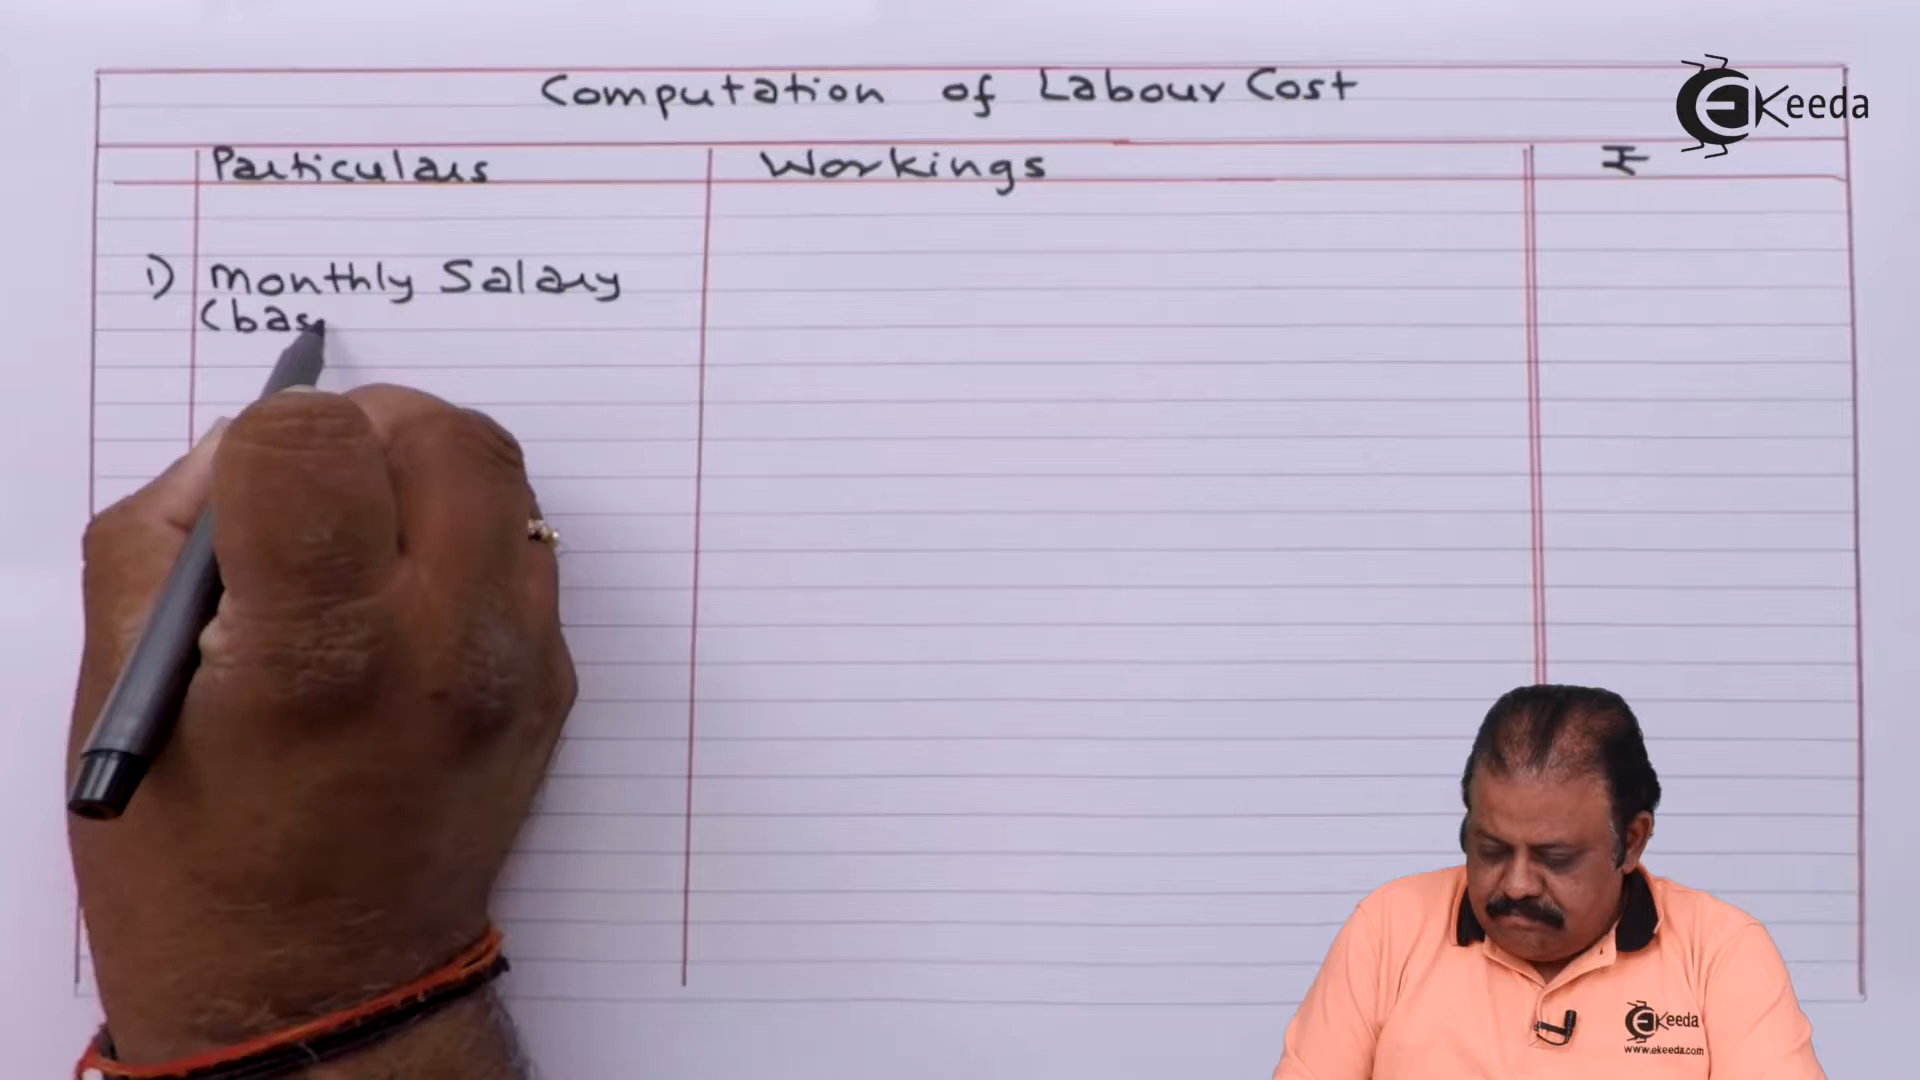 Computation of Labour Cost
EKeeda
Particulars Workings ₹
1) Monthly Salary
(bas
EKeeda
www.ekeeda.com